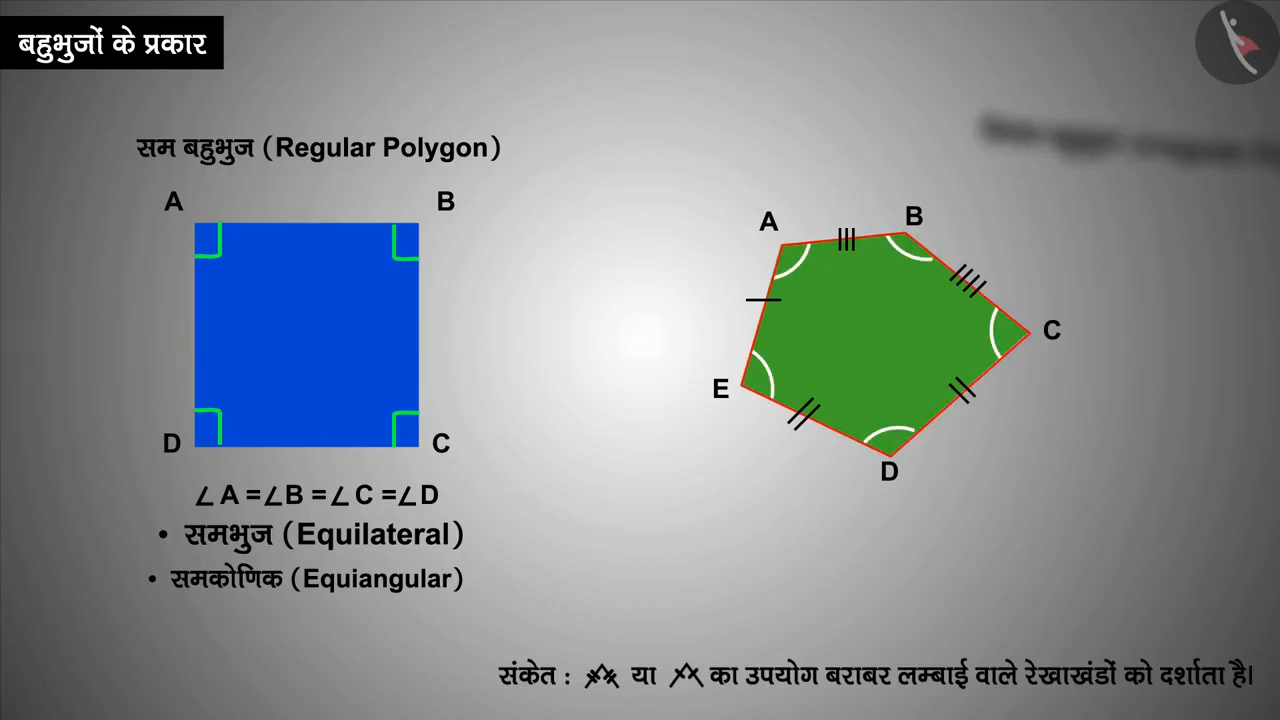 बहुभुजों के प्रकार
सम बहुभुज (Regular Polygon)
A
B
D
C
∠A =∠B =∠C =∠D
• समभुज (Equilateral)
• समकोणिक (Equiangular)
A
B
C
E
D
संकेत : या का उपयोग बराबर लम्बाई वाले रेखाखंडों को दर्शाता है।